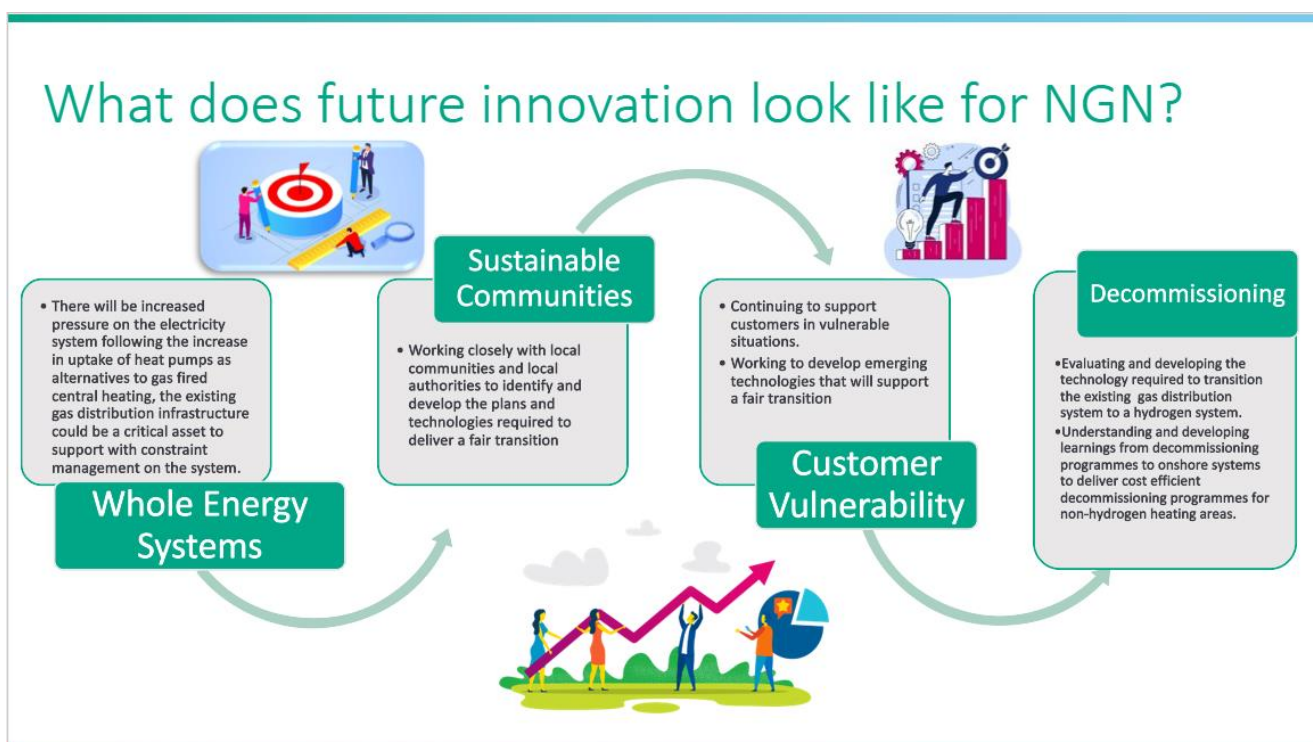 What does future innovation look like for NGN?
• There will be increased
pressure on the electricity
system following the increase
in uptake of heat pumps as
alternatives to gas fired
central heating, the existing
gas distribution infrastructure
could be a critical asset to
support with constraint
management on the system.
Whole Energy
Systems
Sustainable
Communities
• Working closely with local
communities and local
authorities to identify and
develop the plans and
technologies required to
deliver a fair transition
• Continuing to support
customers in vulnerable
situations.
• Working to develop emerging
technologies that will support
a fair transition
Customer
Vulnerability
Decommissioning
•Evaluating and developing the
technology required to transition
the existing gas distribution
system to a hydrogen system.
•Understanding and developing
learnings from decommissioning
programmes to onshore systems
to deliver cost efficient
decommissioning programmes for
non-hydrogen heating areas.